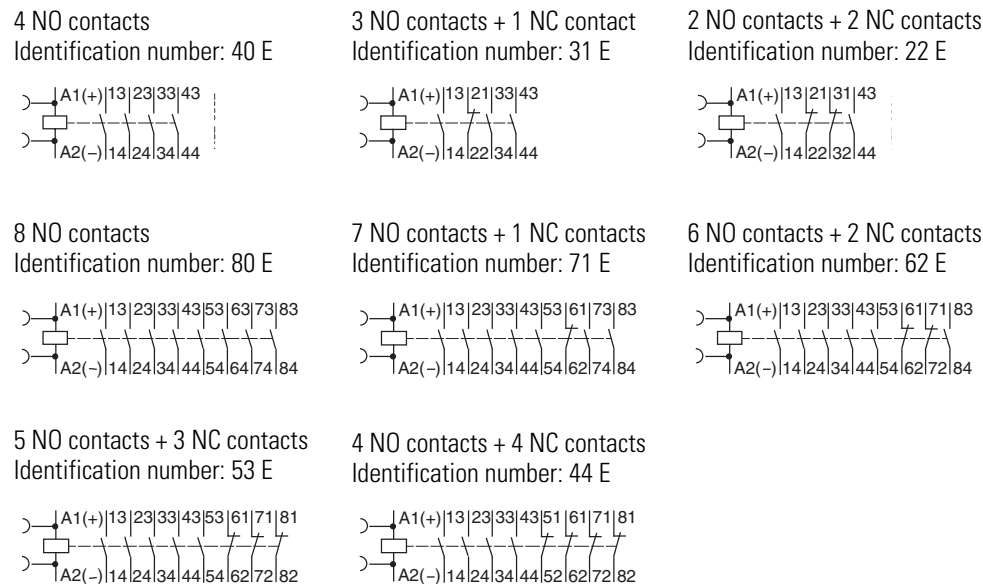 4 NO contacts
Identification number: 40 E
A1(+) 13 23 33 43
A2(−) 14 24 34 44
3 NO contacts + 1 NC contact
Identification number: 31 E
A1(+) 13 21 33 43
A2(−) 14 22 34 44
2 NO contacts + 2 NC contacts
Identification number: 22 E
A1(+) 13 21 31 43
A2(−) 14 22 32 44
8 NO contacts
Identification number: 80 E
A1(+) 13 23 33 43 53 63 73 83
A2(−) 14 24 34 44 54 64 74 84
7 NO contacts + 1 NC contacts
Identification number: 71 E
A1(+) 13 23 33 43 53 61 73 83
A2(−) 14 24 34 44 54 62 74 84
6 NO contacts + 2 NC contacts
Identification number: 62 E
A1(+) 13 23 33 43 53 61 71 83
A2(−) 14 24 34 44 54 62 72 84
5 NO contacts + 3 NC contacts
Identification number: 53 E
A1(+) 13 23 33 43 53 61 71 81
A2(−) 14 24 34 44 54 62 72 82
4 NO contacts + 4 NC contacts
Identification number: 44 E
A1(+) 13 23 33 43 51 61 71 81
A2(−) 14 24 34 44 52 62 72 82